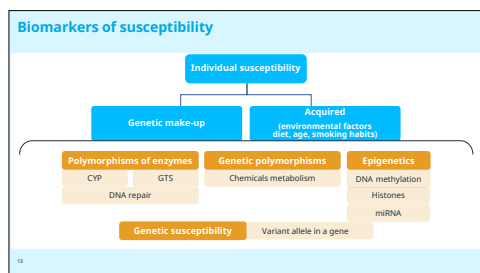 Biomarkers of susceptibility
Individual susceptibility
Genetic make-up
Acquired
(environmental factors
diet, age, smoking habits)
Polymorphisms of enzymes
CYP
GTS
DNA repair
Genetic polymorphisms
Chemicals metabolism
Epigenetics
DNA methylation
Histones
miRNA
Genetic susceptibility
Variant allele in a gene
13